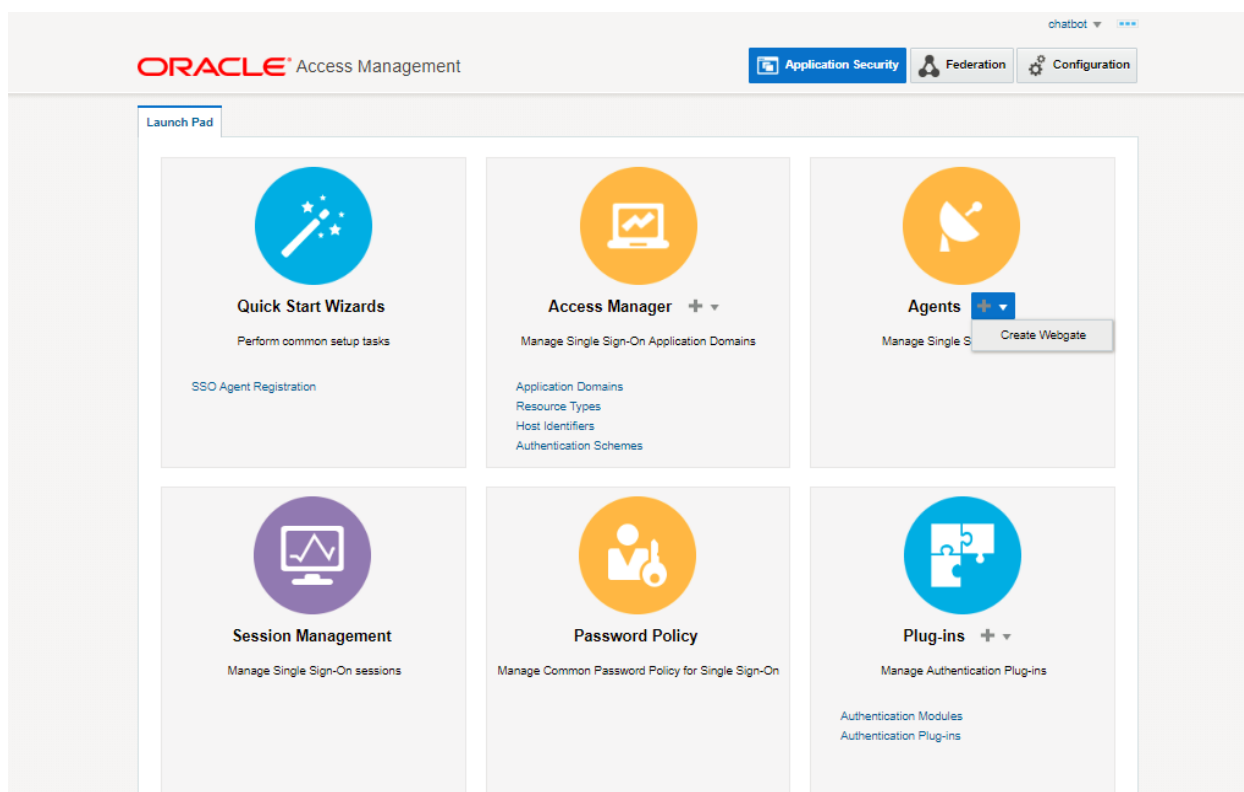 chatbot
ORACLE Access Management
Application Security
Federation
Configuration
Launch Pad
Quick Start Wizards
Perform common setup tasks
SSO Agent Registration
Access Manager
Manage Single Sign-On Application Domains
Application Domains
Resource Types
Host Identifiers
Authentication Schemes
Agents
Create Webgate
Manage Single S
Session Management
Manage Single Sign-On sessions
Password Policy
Manage Common Password Policy for Single Sign-On
Plug-ins
Manage Authentication Plug-ins
Authentication Modules
Authentication Plug-ins